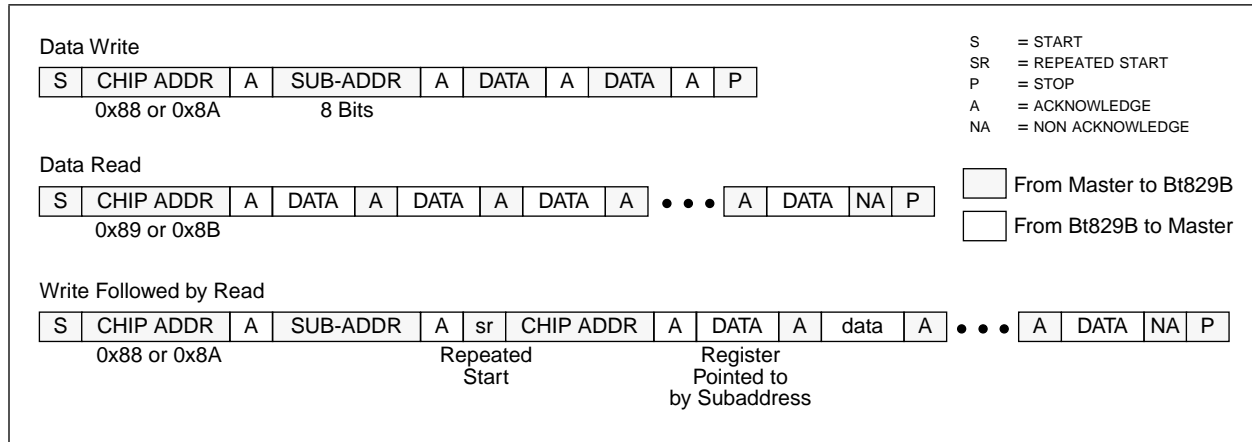 Data Write
S CHIP ADDR A SUB-ADDR A DATA A DATA A P
0x88 or 0x8A 8 Bits
S = START
SR = REPEATED START
P = STOP
A = ACKNOWLEDGE
NA = NON ACKNOWLEDGE
Data Read
S CHIP ADDR A DATA A DATA A DATA A • • • A DATA NA P
0x89 or 0x8B
From Master to Bt829B
From Bt829B to Master
Write Followed by Read
S CHIP ADDR A SUB-ADDR A sr CHIP ADDR A DATA A data A • • • A DATA NA P
0x88 or 0x8A
Repeated
Start
Register
Pointed to
by Subaddress